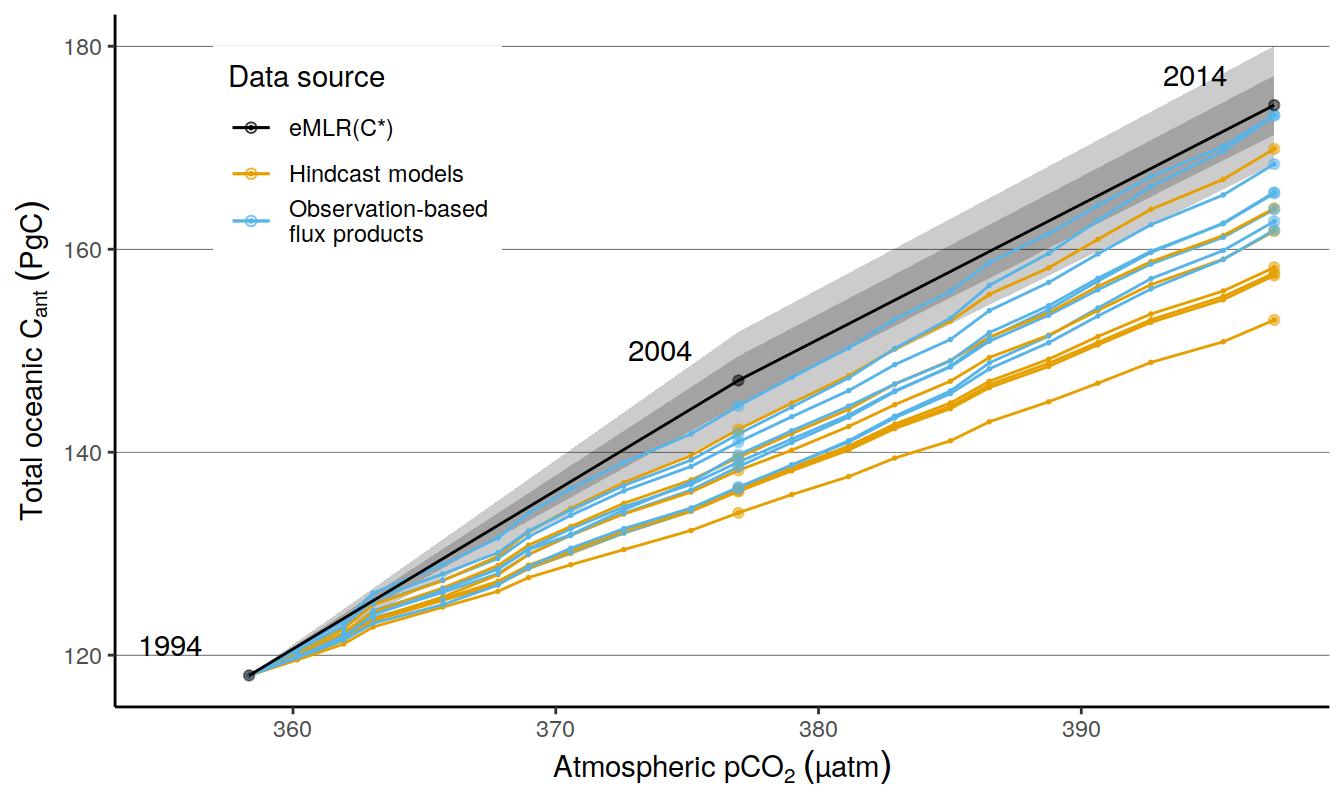 180
160
140
120
Total oceanic Cant (PgC)
Data source
eMLR(C*)
Hindcast models
Observation-based
flux products
1994
2004
2014
360
370
380
390
Atmospheric pCO2 (µatm)